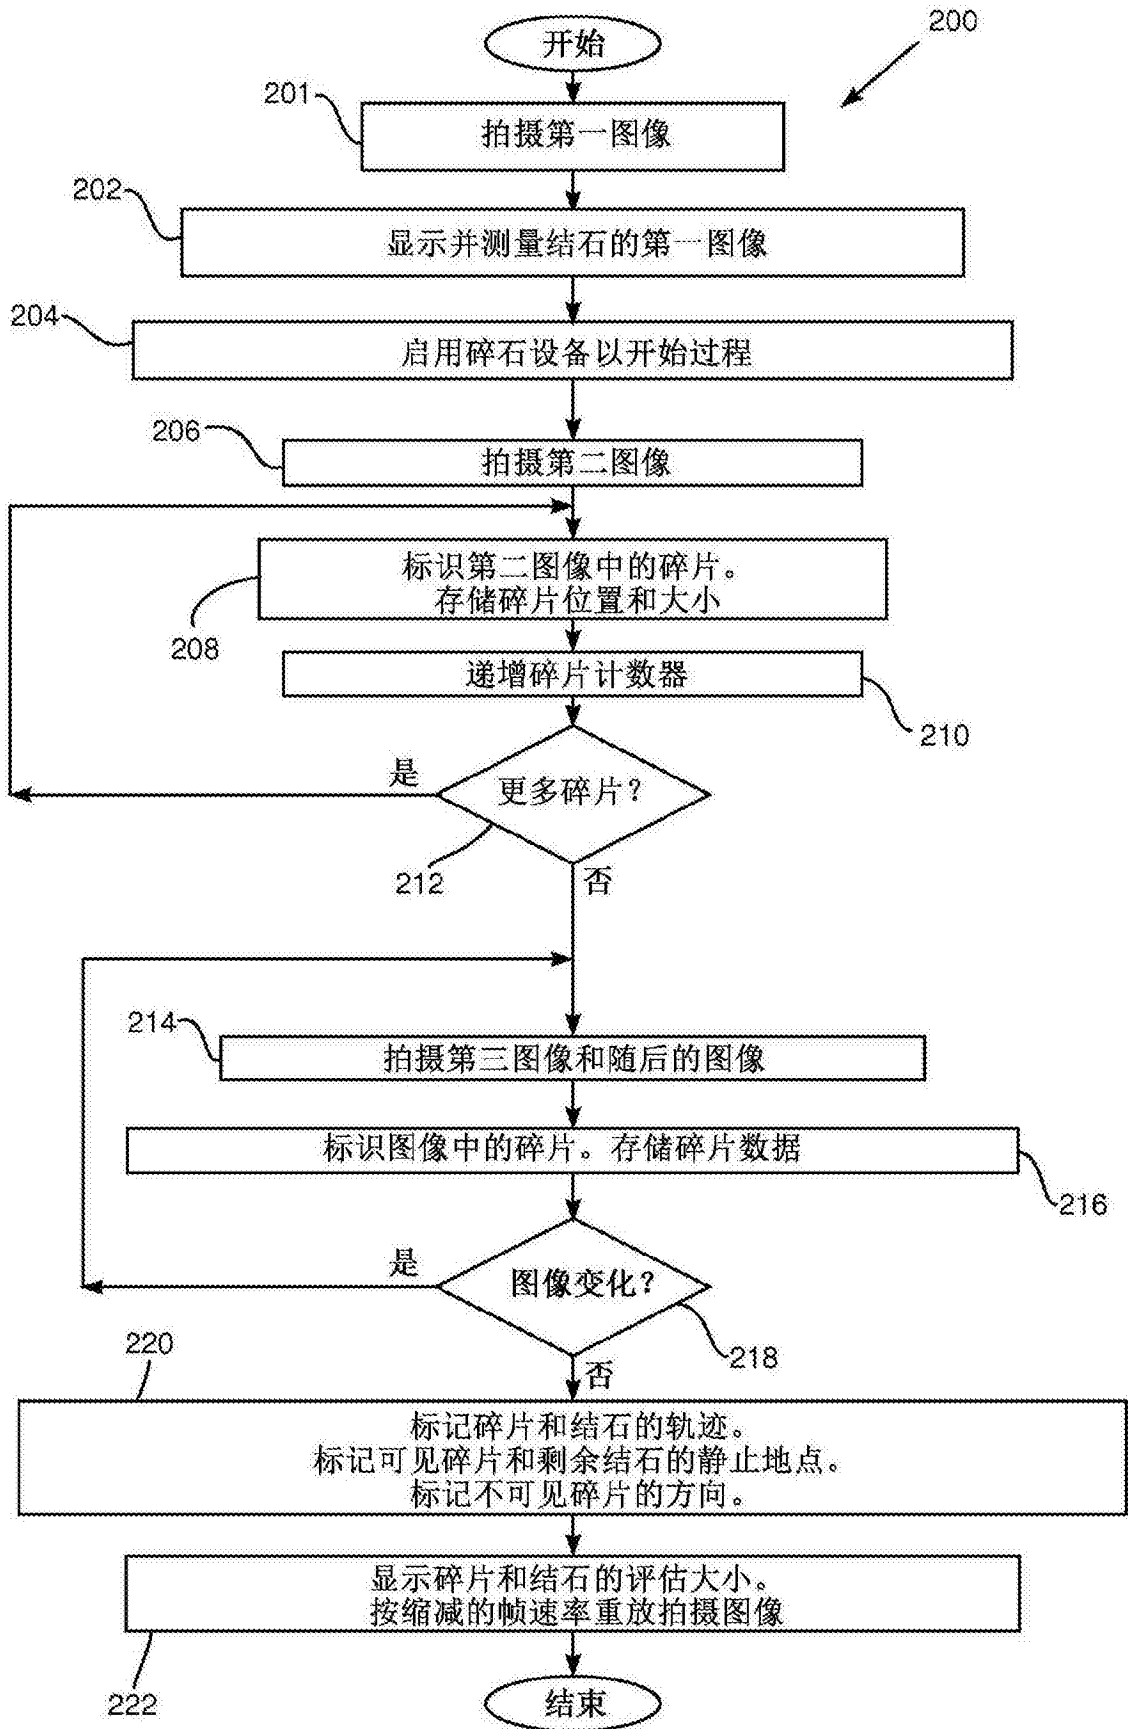 200
开始
201
拍摄第一图像
202
显示并测量结石的第一图像
204
启用碎石设备以开始过程
206
拍摄第二图像
标识第二图像中的碎片。
存储碎片位置和大小
208
递增碎片计数器
210
是
更多碎片？
212
否
214
拍摄第三图像和随后的图像
标识图像中的碎片。存储碎片数据
216
是
图像变化？
218
220
否
标记碎片和结石的轨迹。
标记可见碎片和剩余结石的静止地点。
标记不可见碎片的方向。
显示碎片和结石的评估大小。
按缩减的帧速率重放拍摄图像
222
结束